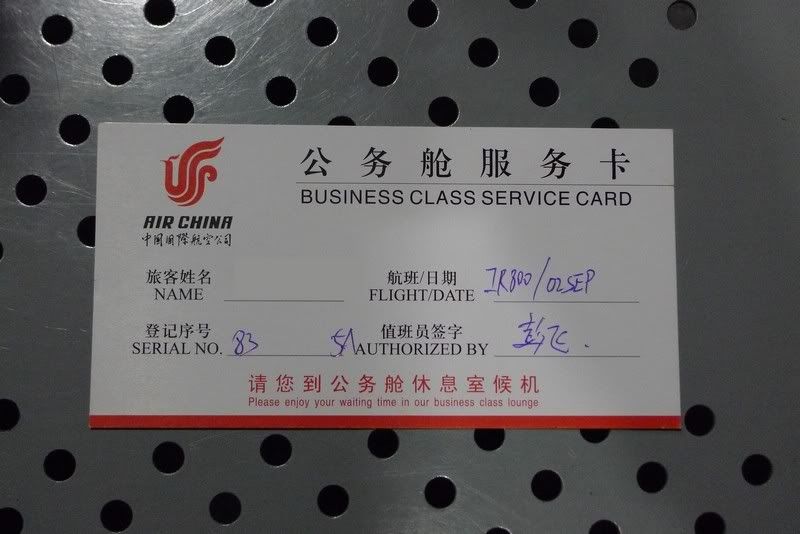 公务舱服务卡
BUSINESS CLASS SERVICE CARD
AIR CHINA
中国国際航空公司
旅客姓名
NAME
航班/日期 IR800/02SEP
FLIGHT/DATE
登记序号
SERIAL NO. 83 5A
值班员签字 彭飞.
AUTHORIZED BY
请您到公务舱休息室候机
Please enjoy your waiting time in our business class lounge